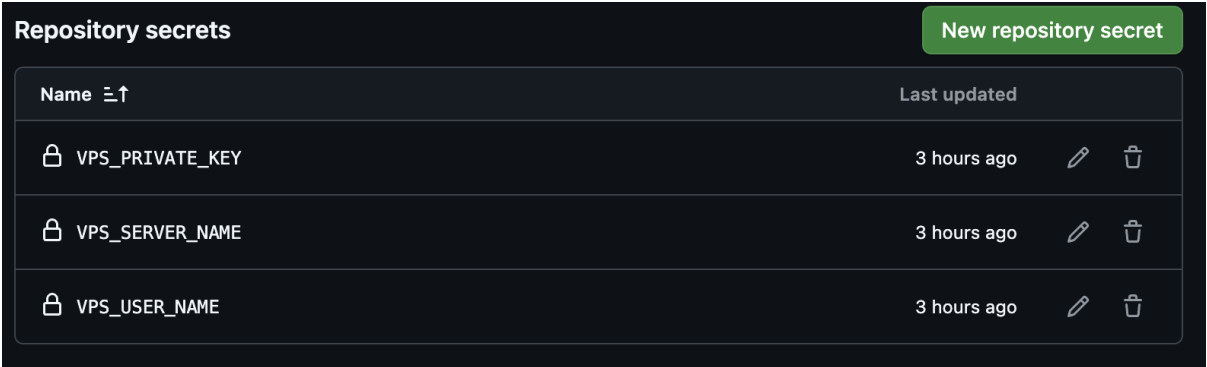 Repository secrets New repository secret
Name Last updated
VPS_PRIVATE_KEY 3 hours ago
VPS_SERVER_NAME 3 hours ago
VPS_USER_NAME 3 hours ago